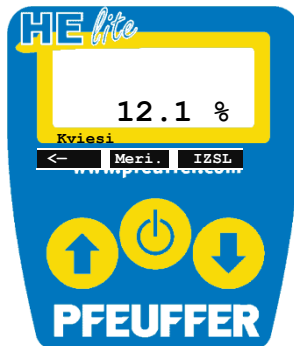 HE lite
12.1 %
Kviesi
<— Meri. IZSL
www.pfeuffer.com
PFEUFFER